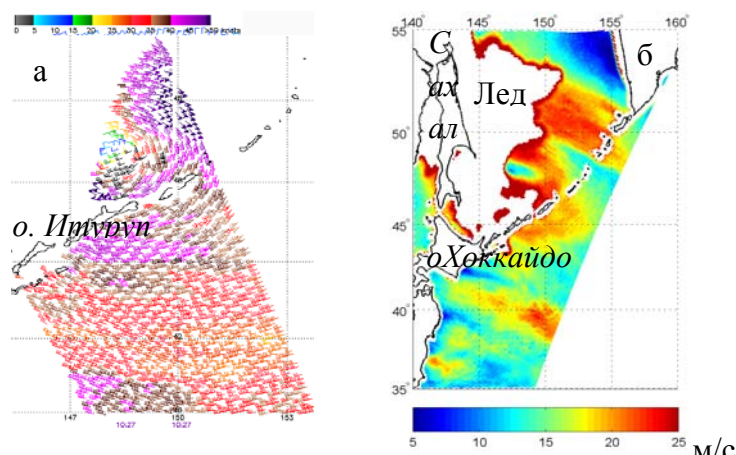 0 5 10 15 20 25 30 35 40 45 >50 knots
а
о. Итуруп
147 150 153
10:27 10:27
140 145 150 155 160
55
50
45
40
35
С
ах
ал
Лед
б
оХоккайдо
5 10 15 20 25
м/с